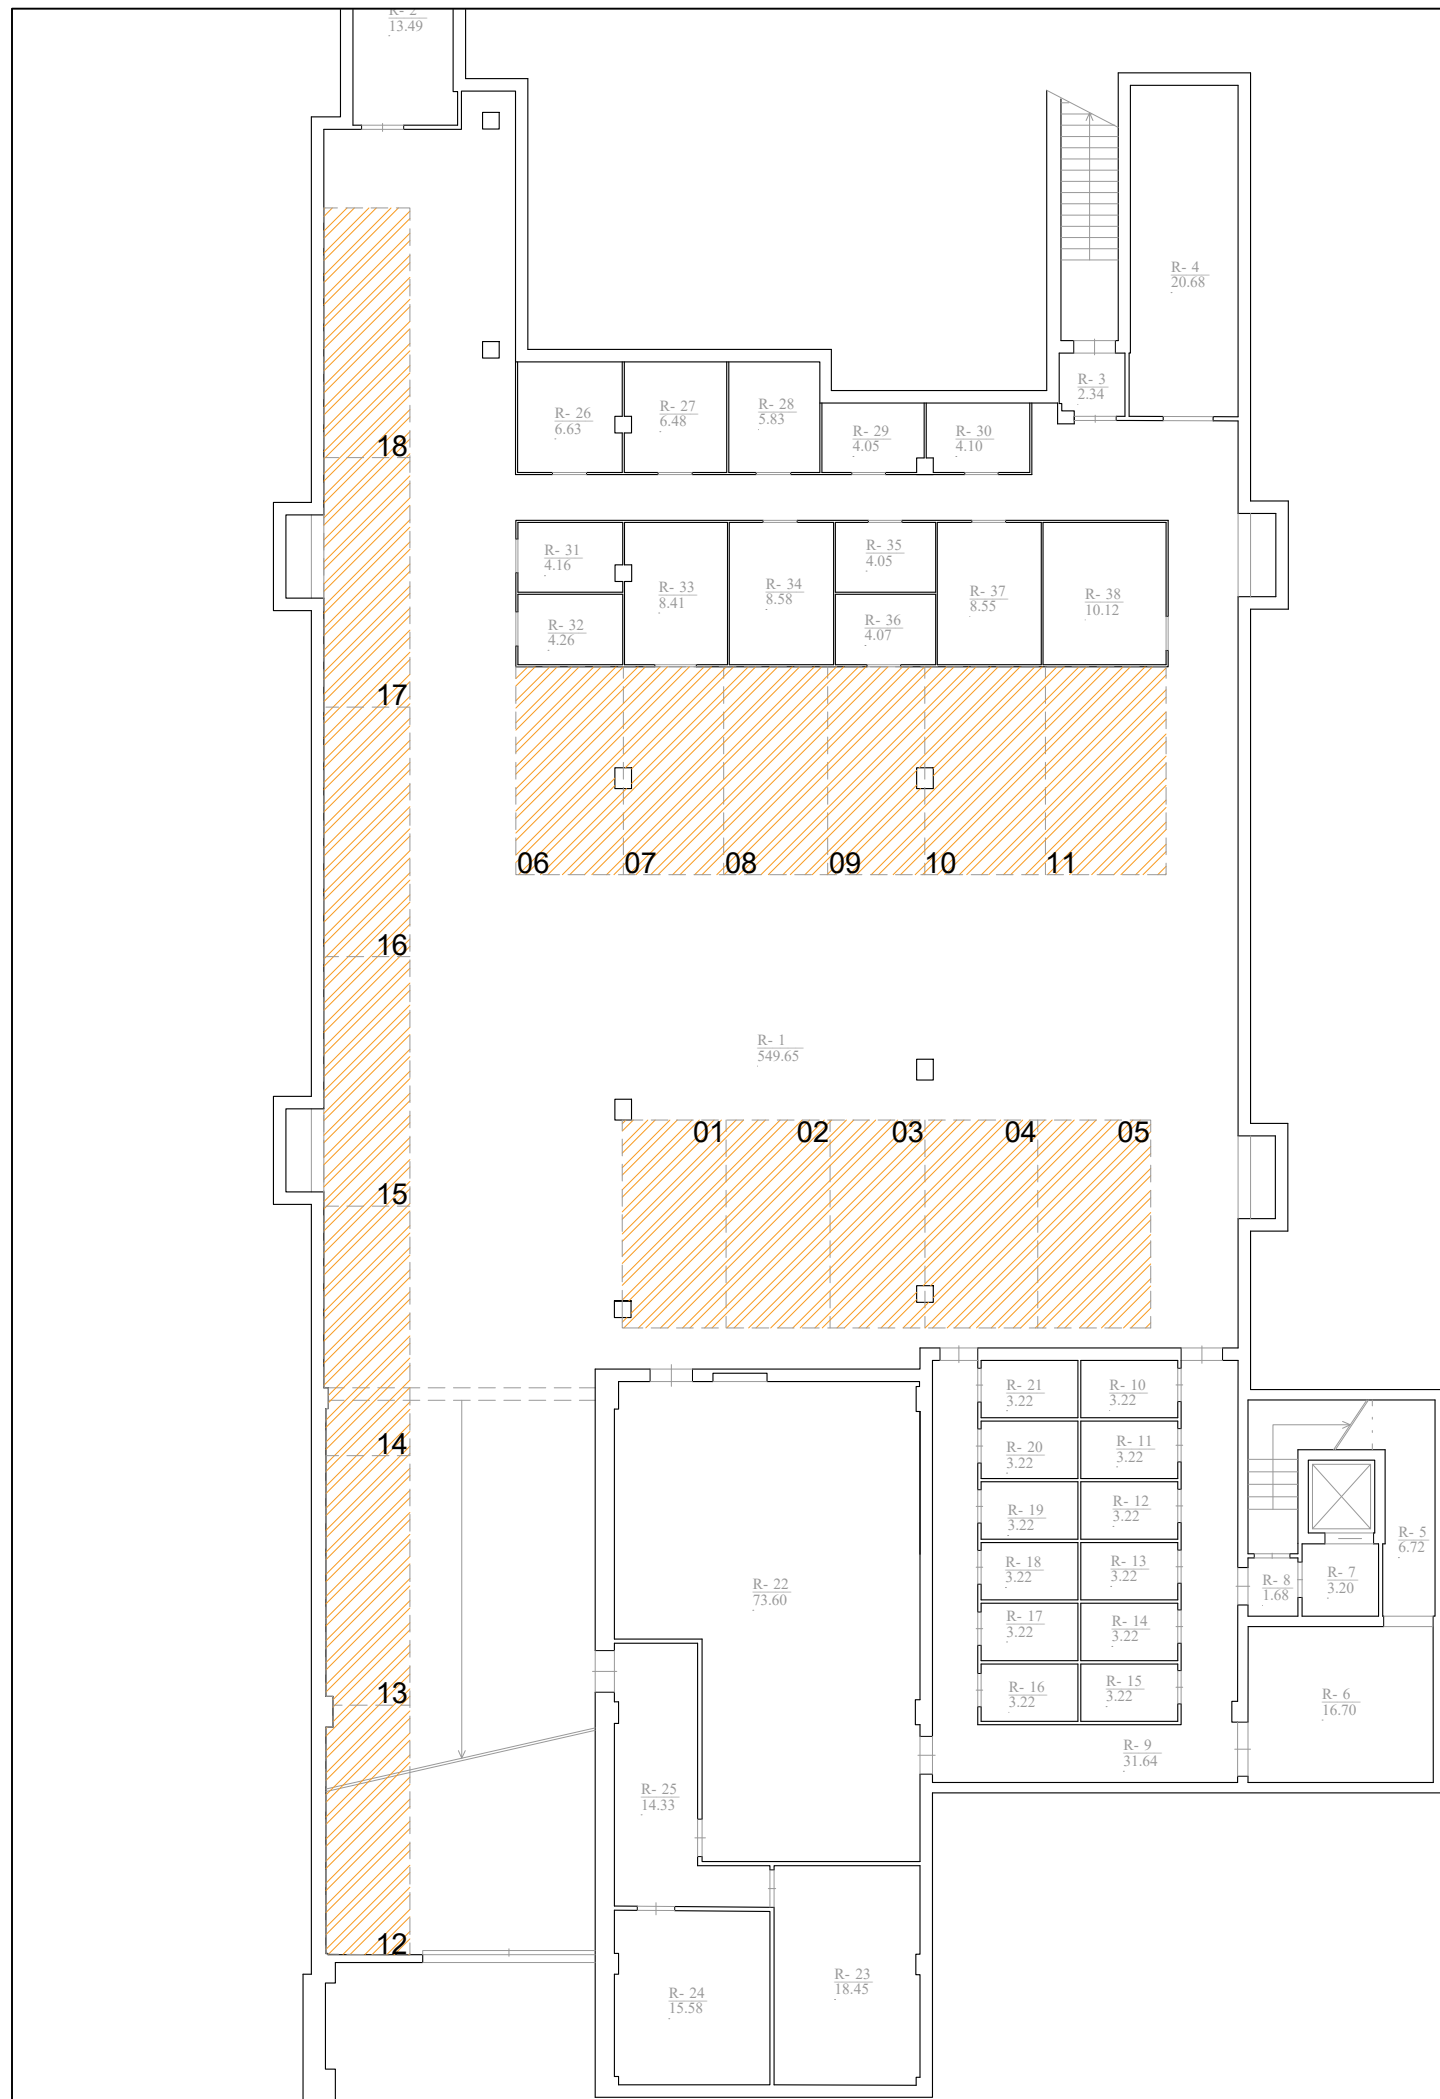 R- 2
13.49
R- 4
20.68
R- 3
2.34
R- 26
6.63
R- 27
6.48
R- 28
5.83
R- 29
4.05
R- 30
4.10
18
R- 31
4.16
R- 32
4.26
R- 33
8.41
R- 34
8.58
R- 35
4.05
R- 36
4.07
R- 37
8.55
R- 38
10.12
17
06
07
08
09
10
11
16
R- 1
549.65
01
02
03
04
05
15
14
R- 21
3.22
R- 10
3.22
R- 20
3.22
R- 11
3.22
R- 19
3.22
R- 12
3.22
R- 18
3.22
R- 13
3.22
R- 17
3.22
R- 14
3.22
R- 16
3.22
R- 15
3.22
R- 5
6.72
R- 8
1.68
R- 7
3.20
R- 22
73.60
13
R- 6
16.70
R- 9
31.64
R- 25
14.33
12
R- 24
15.58
R- 23
18.45